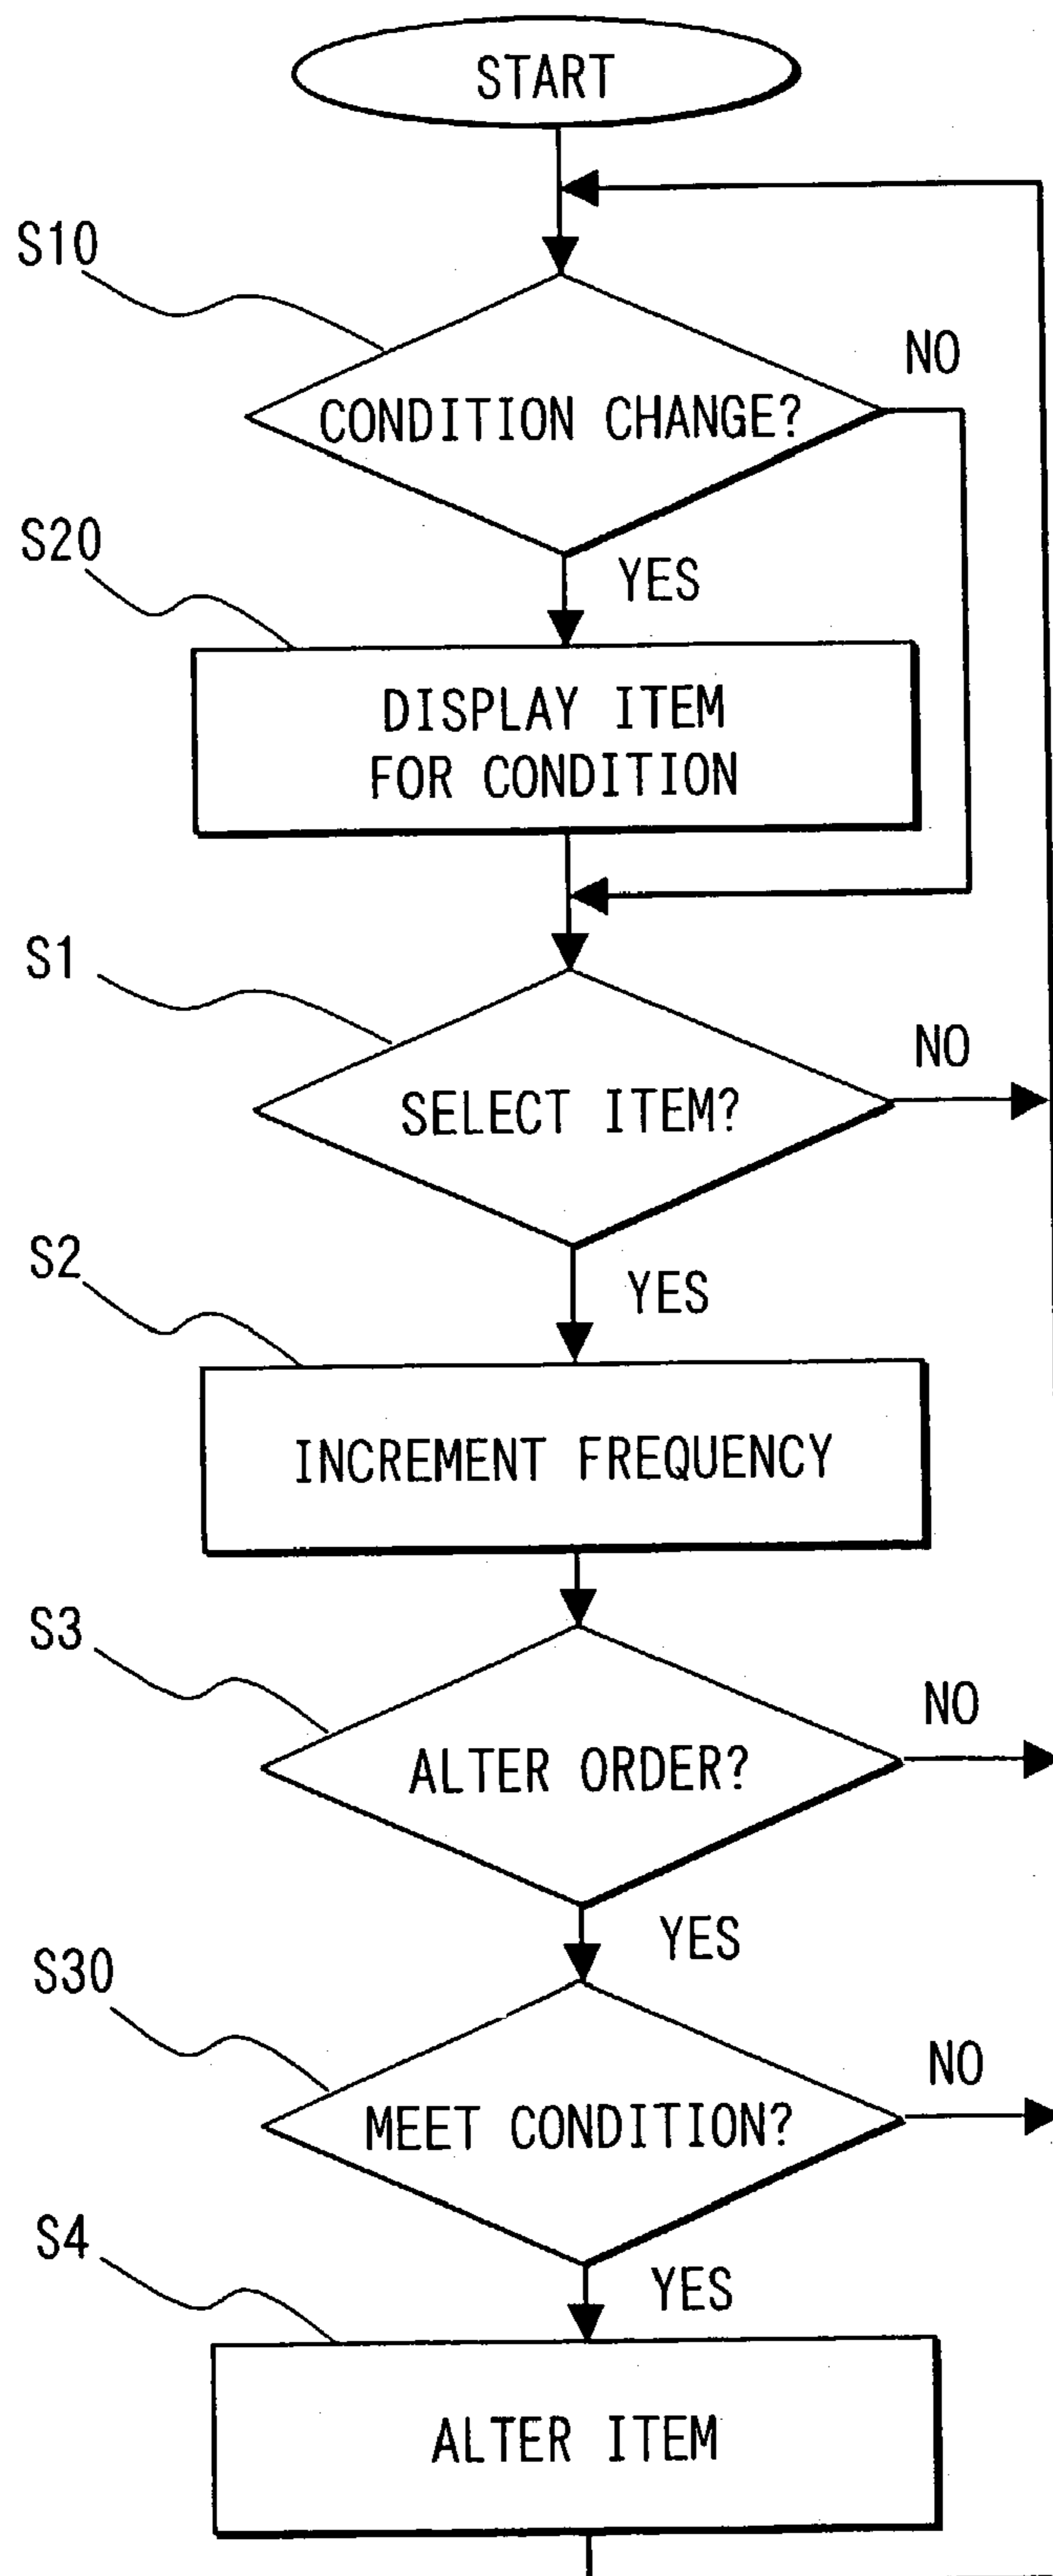 START
S10
NO
CONDITION CHANGE?
S20
YES
DISPLAY ITEM
FOR CONDITION
S1
NO
SELECT ITEM?
S2
YES
INCREMENT FREQUENCY
S3
NO
ALTER ORDER?
YES
S30
NO
MEET CONDITION?
S4
YES
ALTER ITEM